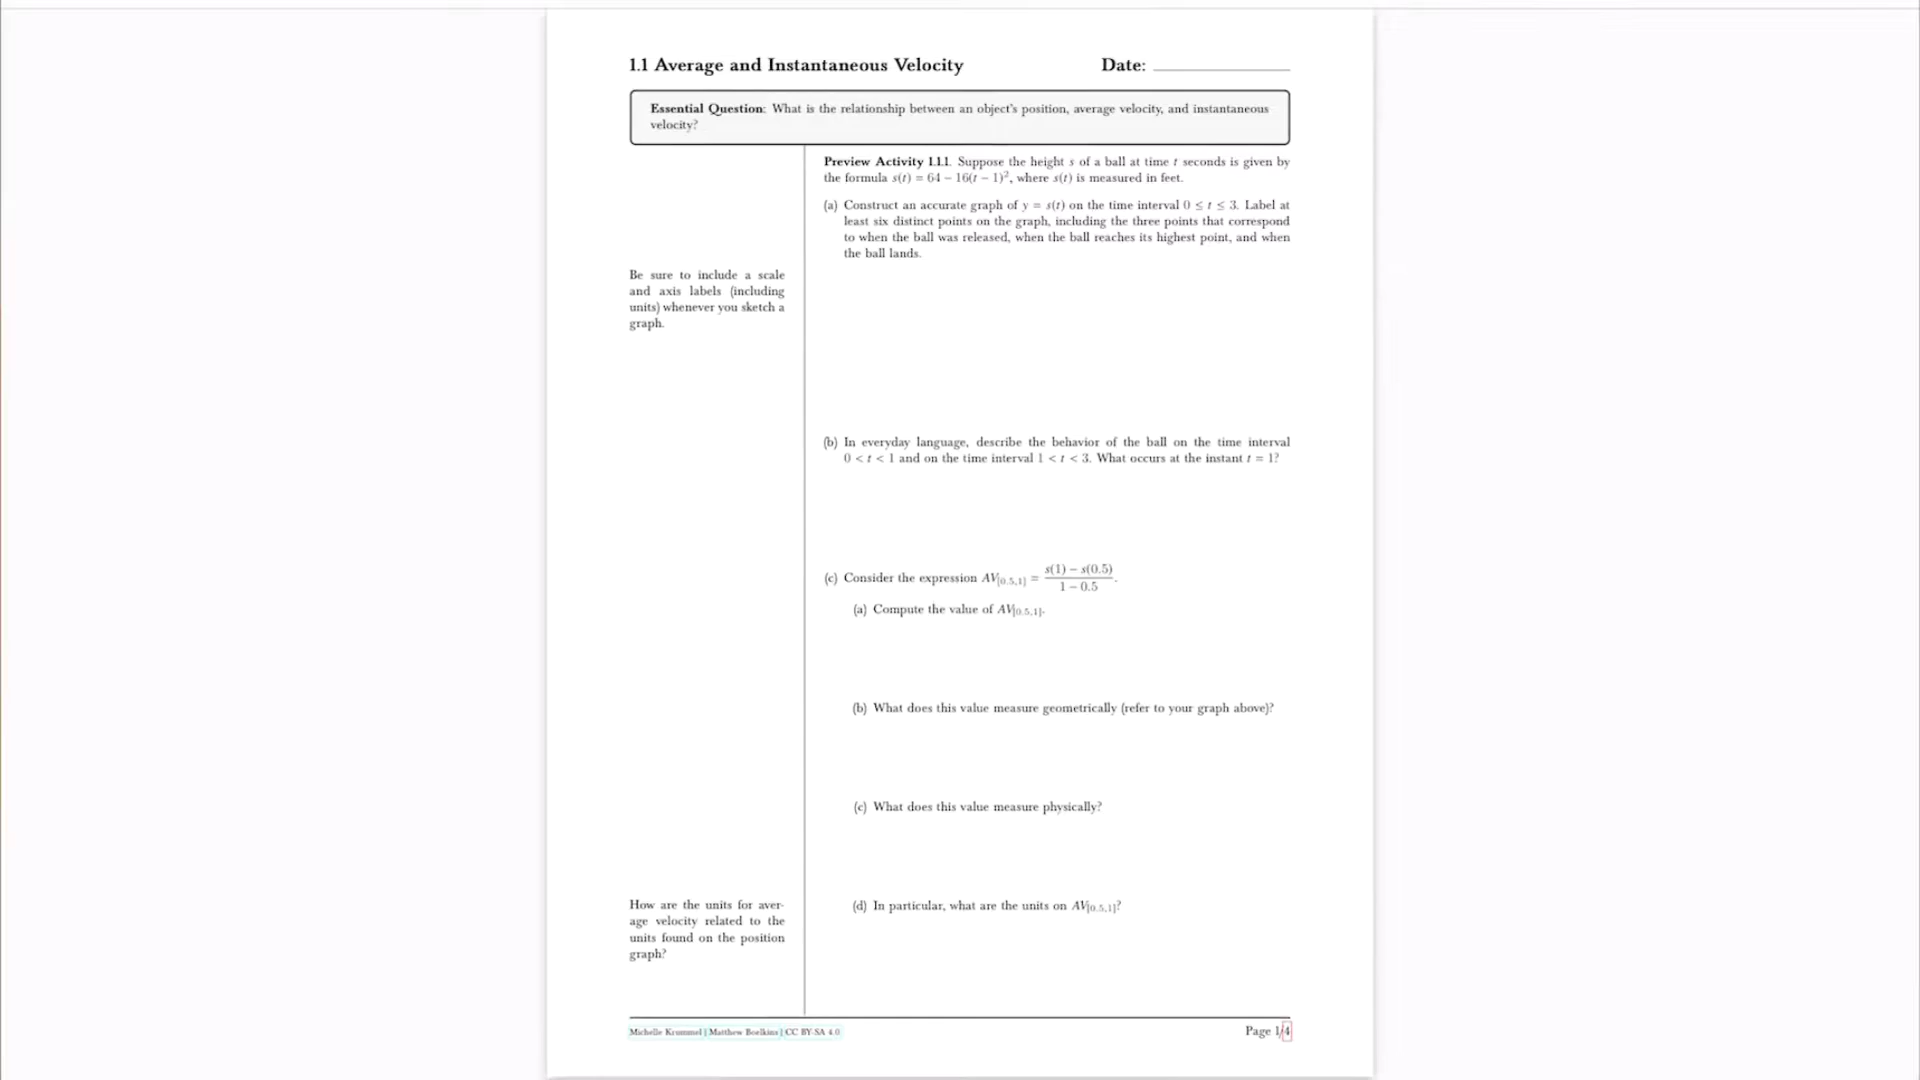 1.1 Average and Instantaneous Velocity Date:
Essential Question: What is the relationship between an object's position, average velocity, and instantaneous
velocity?
Preview Activity 1.1.1. Suppose the height s of a ball at time t seconds is given by
the formula s(t) = 64 − 16(t − 1)², where s(t) is measured in feet.
(a) Construct an accurate graph of y = s(t) on the time interval 0 ≤ t ≤ 3. Label at
least six distinct points on the graph, including the three points that correspond
to when the ball was released, when the ball reaches its highest point, and when
the ball lands.
Be sure to include a scale
and axis labels (including
units) whenever you sketch a
graph.
(b) In everyday language, describe the behavior of the ball on the time interval
0 < t < 1 and on the time interval 1 < t < 3. What occurs at the instant t = 1?
(c) Consider the expression AV[0.5,1] = s(1) − s(0.5) / 1 − 0.5.
(a) Compute the value of AV[0.5,1].
(b) What does this value measure geometrically (refer to your graph above)?
(c) What does this value measure physically?
How are the units for aver-
age velocity related to the
units found on the position
graph?
(d) In particular, what are the units on AV[0.5,1]?
Michelle Krummel | Matthew Boelkins | CC BY-SA 4.0 Page 1/4